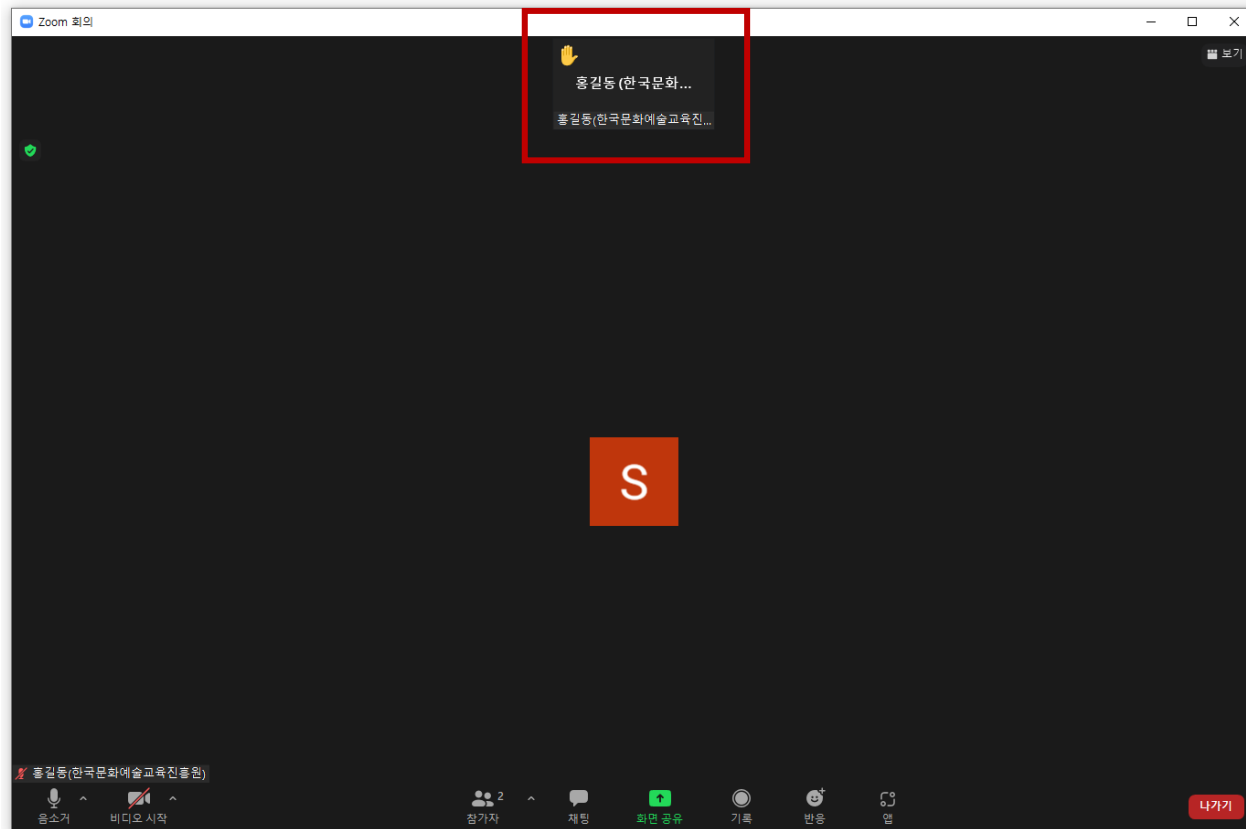 Zoom 회의
홍길동(한국문화...
홍길동(한국문화예술교육진...
보기
S
홍길동(한국문화예술교육진흥원)
음소거
비디오 시작
2
참가자
채팅
화면 공유
기록
반응
앱
나가기